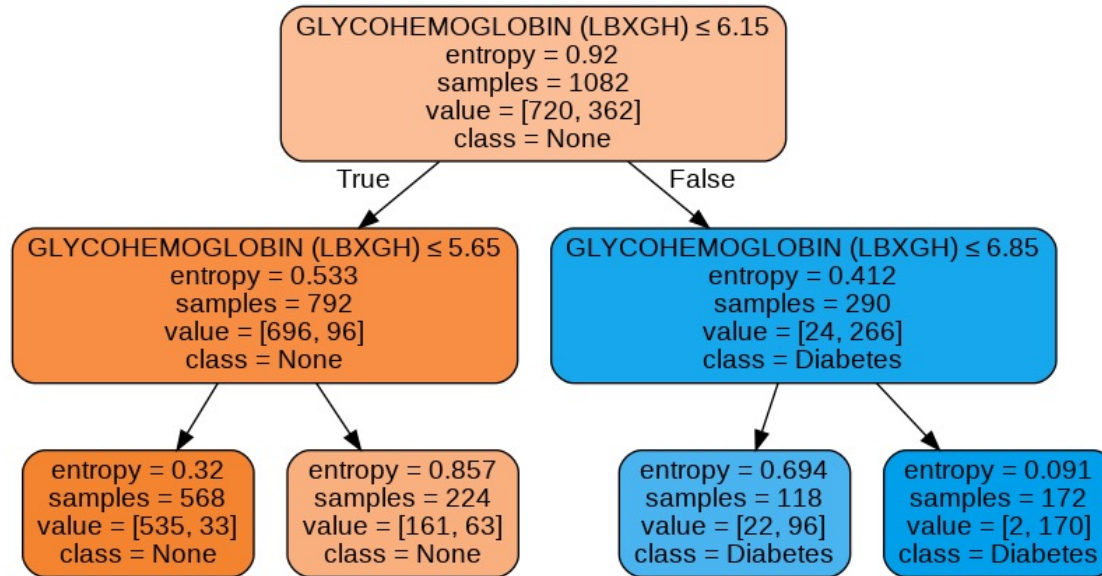 GLYCOHEMOGLOBIN (LBXGH) ≤ 6.15
entropy = 0.92
samples = 1082
value = [720, 362]
class = None
True
False
GLYCOHEMOGLOBIN (LBXGH) ≤ 5.65
entropy = 0.533
samples = 792
value = [696, 96]
class = None
GLYCOHEMOGLOBIN (LBXGH) ≤ 6.85
entropy = 0.412
samples = 290
value = [24, 266]
class = Diabetes
entropy = 0.32
samples = 568
value = [535, 33]
class = None
entropy = 0.857
samples = 224
value = [161, 63]
class = None
entropy = 0.694
samples = 118
value = [22, 96]
class = Diabetes
entropy = 0.091
samples = 172
value = [2, 170]
class = Diabetes